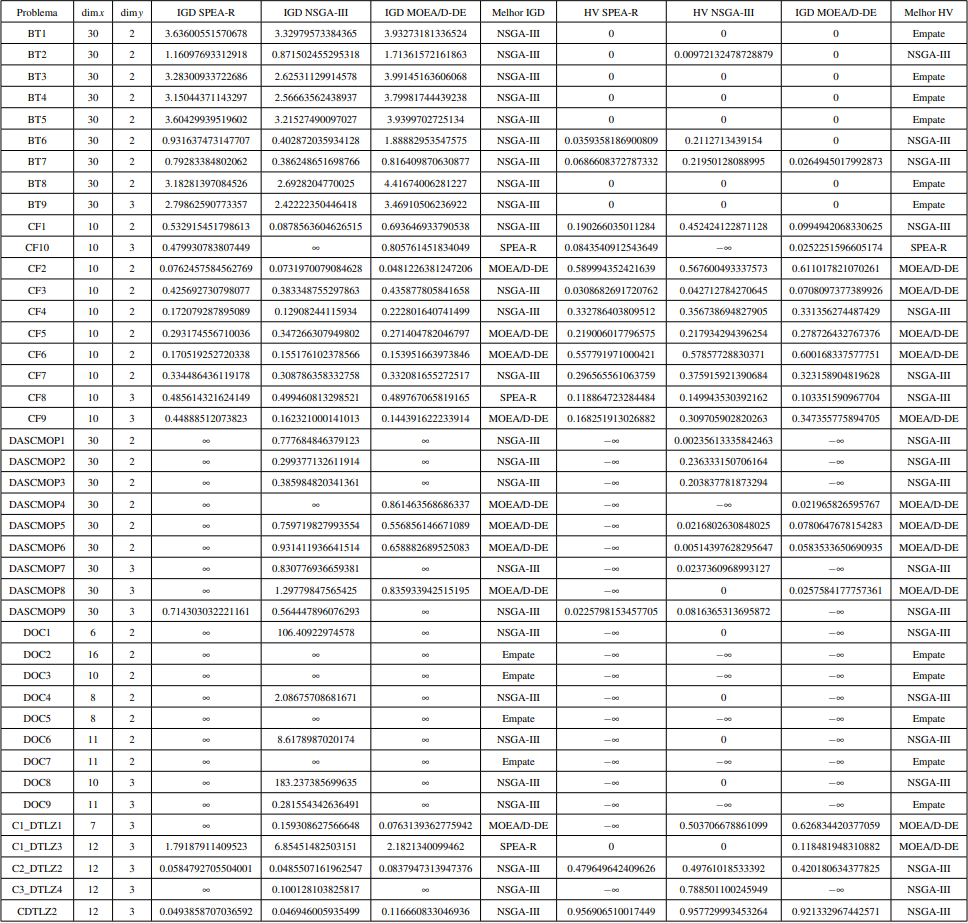 Problema dim x dim y IGD SPEA-R IGD NSGA-III IGD MOEA/D-DE Melhor IGD HV SPEA-R HV NSGA-III IGD MOEA/D-DE Melhor HV
BT1 30 2 3.63600551570678 3.32979573384365 3.93273181336524 NSGA-III 0 0 0 Empate
BT2 30 2 1.16097693312918 0.871502455295318 1.71361572161863 NSGA-III 0 0.00972132478728879 0 NSGA-III
BT3 30 2 3.28300933722686 2.62531129914578 3.99145163606068 NSGA-III 0 0 0 Empate
BT4 30 2 3.15044371143297 2.56663562438937 3.79981744439238 NSGA-III 0 0 0 Empate
BT5 30 2 3.60429939519602 3.21527490097027 3.9399702725134 NSGA-III 0 0 0 Empate
BT6 30 2 0.931637473147707 0.402872035934128 1.88882953547575 NSGA-III 0.0359358186900809 0.2112713439154 0 NSGA-III
BT7 30 2 0.79283384802062 0.386248651698766 0.816409870630877 NSGA-III 0.0686608372787332 0.21950128088995 0.0264945017992873 NSGA-III
BT8 30 2 3.18281397084526 2.6928204770025 4.41674006281227 NSGA-III 0 0 0 Empate
BT9 30 3 2.79862590773357 2.42222350446418 3.46910506236922 NSGA-III 0 0 0 Empate
CF1 10 2 0.532915451798613 0.0878563604626515 0.693646933790538 NSGA-III 0.190266035011284 0.452424122871128 0.0994942068330625 NSGA-III
CF10 10 3 0.479930783807449 ∞ 0.805761451834049 SPEA-R 0.0843540912543649 −∞ 0.0252251596605174 SPEA-R
CF2 10 2 0.0762457584562769 0.0731970079084628 0.0481226381247206 MOEA/D-DE 0.589994352421639 0.567600493337573 0.611017821070261 MOEA/D-DE
CF3 10 2 0.425692730798077 0.383348755297863 0.435877805841658 NSGA-III 0.0308682691720762 0.042712784270645 0.0708097377389926 MOEA/D-DE
CF4 10 2 0.172079287895089 0.12908244115934 0.222801640741499 NSGA-III 0.332786403809512 0.356738694827905 0.331356274487429 NSGA-III
CF5 10 2 0.293174556710036 0.347266307949802 0.271404782046797 MOEA/D-DE 0.219006017796575 0.217934294396254 0.278726432767376 MOEA/D-DE
CF6 10 2 0.170519252720338 0.155176102378566 0.153951663973846 MOEA/D-DE 0.557791971000421 0.57857728830371 0.600168337577751 MOEA/D-DE
CF7 10 2 0.334486436119178 0.308786358332758 0.332081655272517 NSGA-III 0.296565561063759 0.375915921390684 0.323158904819628 NSGA-III
CF8 10 3 0.485614321624149 0.499460813298521 0.489767065819165 SPEA-R 0.118864723284484 0.149943530392162 0.103351590967704 NSGA-III
CF9 10 3 0.44888512073823 0.162321000141013 0.144391622233914 MOEA/D-DE 0.168251913026882 0.309705902820263 0.347355775894705 MOEA/D-DE
DASCMOP1 30 2 ∞ 0.777684846379123 ∞ NSGA-III −∞ 0.00235613335842463 −∞ NSGA-III
DASCMOP2 30 2 ∞ 0.299377132611914 ∞ NSGA-III −∞ 0.236333150706164 −∞ NSGA-III
DASCMOP3 30 2 ∞ 0.385984820341361 ∞ NSGA-III −∞ 0.203837781873294 −∞ NSGA-III
DASCMOP4 30 2 ∞ ∞ 0.861463568686337 MOEA/D-DE −∞ −∞ 0.021965826595767 MOEA/D-DE
DASCMOP5 30 2 ∞ 0.759719827993554 0.556856146671089 MOEA/D-DE −∞ 0.0216802630848025 0.0780647678154283 MOEA/D-DE
DASCMOP6 30 2 ∞ 0.931411936641514 0.658882689525083 MOEA/D-DE −∞ 0.00514397628295647 0.0583533650690935 MOEA/D-DE
DASCMOP7 30 3 ∞ 0.830776936659381 ∞ NSGA-III −∞ 0.0237360968993127 −∞ NSGA-III
DASCMOP8 30 3 ∞ 1.29779847565425 0.835933942515195 MOEA/D-DE −∞ 0 0.0257584177757361 MOEA/D-DE
DASCMOP9 30 3 0.714303032221161 0.564447896076293 ∞ NSGA-III 0.0225798153457705 0.0816365313695872 −∞ NSGA-III
DOC1 6 2 ∞ 106.40922974578 ∞ NSGA-III −∞ 0 −∞ NSGA-III
DOC2 16 2 ∞ ∞ ∞ Empate −∞ −∞ −∞ Empate
DOC3 10 2 ∞ ∞ ∞ Empate −∞ −∞ −∞ Empate
DOC4 8 2 ∞ 2.08675708681671 ∞ NSGA-III −∞ 0 −∞ NSGA-III
DOC5 8 2 ∞ ∞ ∞ Empate −∞ −∞ −∞ Empate
DOC6 11 2 ∞ 8.6178987020174 ∞ NSGA-III −∞ 0 −∞ NSGA-III
DOC7 11 2 ∞ ∞ ∞ Empate −∞ −∞ −∞ Empate
DOC8 10 3 ∞ 183.237385699635 ∞ NSGA-III −∞ 0 −∞ NSGA-III
DOC9 11 3 ∞ 0.281554342636491 ∞ NSGA-III −∞ −∞ −∞ Empate
C1_DTLZ1 7 3 ∞ 0.159308627566648 0.0763139362775942 MOEA/D-DE −∞ 0.503706678861099 0.626834420377059 MOEA/D-DE
C1_DTLZ3 12 3 1.79187911409523 6.85451482503151 2.1821340099462 SPEA-R 0 0 0.118481948310882 MOEA/D-DE
C2_DTLZ2 12 3 0.0584792705504001 0.0485507161962547 0.0837947313947376 NSGA-III 0.479649642409626 0.49761018533392 0.420180634377825 NSGA-III
C3_DTLZ4 12 3 ∞ 0.100128103825817 ∞ NSGA-III −∞ 0.788501100245949 −∞ NSGA-III
CDTLZ2 12 3 0.0493858707036592 0.046946005935499 0.116660833046936 NSGA-III 0.956906510017449 0.957729993453264 0.921332967442571 NSGA-III